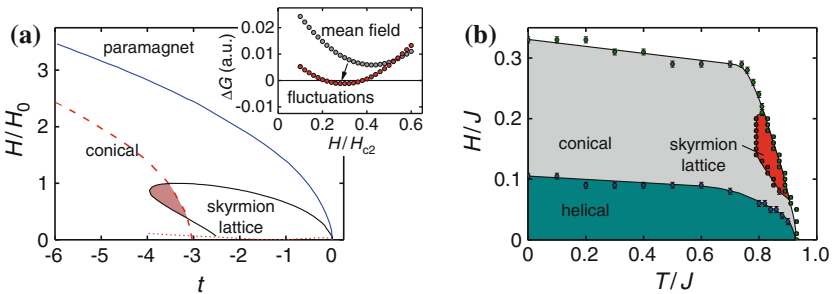 (a)
H/H0
3
2
1
0
paramagnet
conical
skyrmion
lattice
-6 -5 -4 -3 -2 -1 0
t
ΔG (a.u.)
0.02
0.01
0
-0.01
mean field
fluctuations
0 0.2 0.4 0.6
H/Hc2
(b)
H/J
0.3
0.2
0.1
0
conical
skyrmion
lattice
helical
0 0.2 0.4 0.6 0.8 1.0
T/J